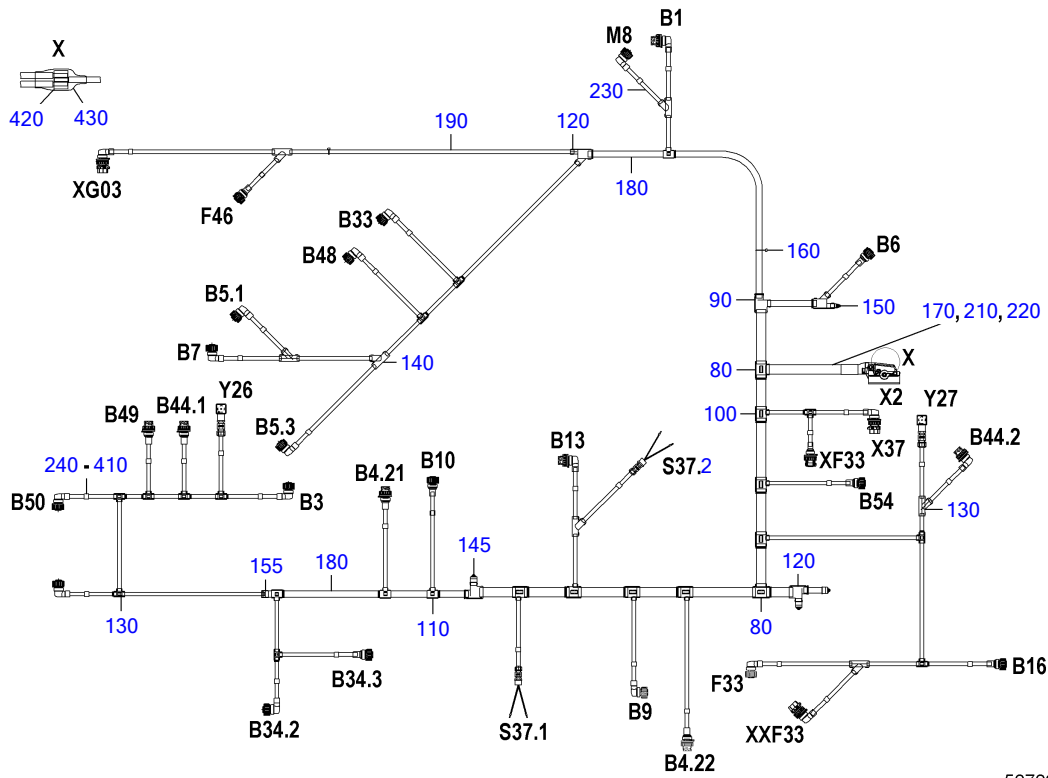 B1
M8
X
230
420 430
190 120
180
XG03
F46
B33
B6
160
B48
90
150
B5.1
170, 210, 220
B7
140
X
80
X2
Y26
Y27
B49 B44.1
100
X37
B5.3
B13
B44.2
XF33
240 - 410
B4.21 B10
S37.2
B50
B3
B54
130
145
155 180
120
130
110
80
B34.3
F33
B16
B9
B34.2
S37.1
XXF33
B4.22